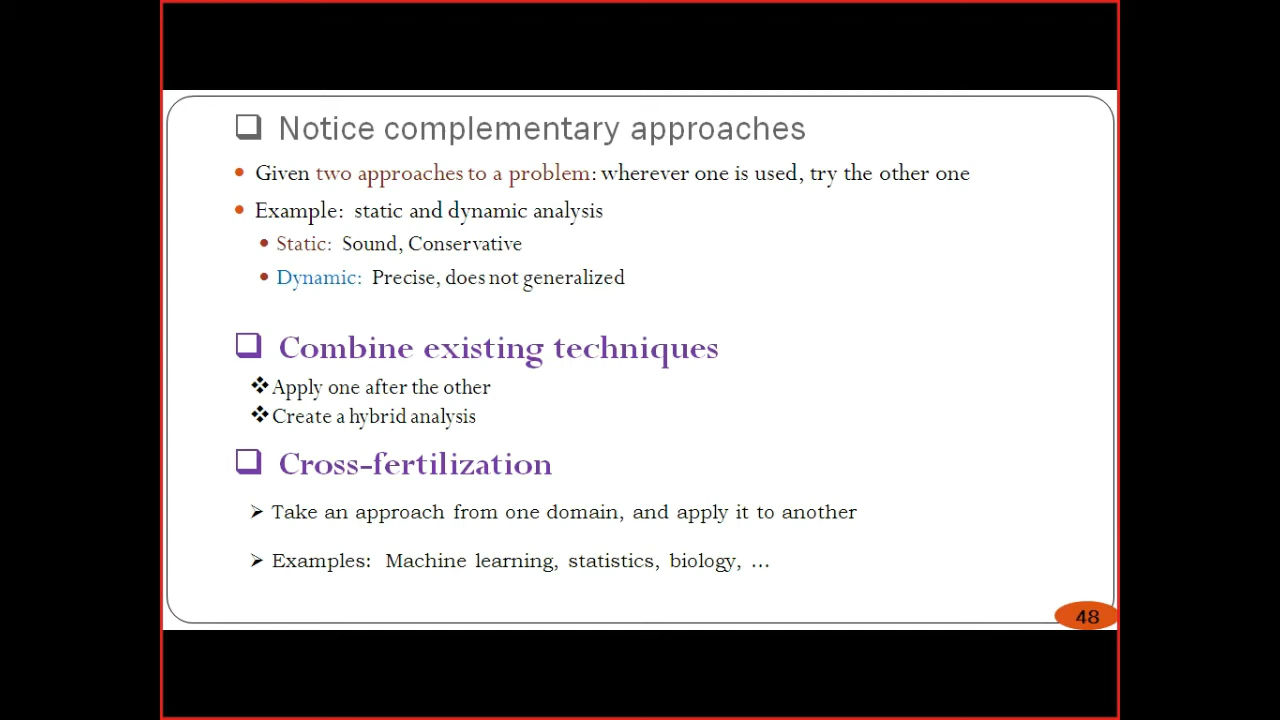 Notice complementary approaches
Given two approaches to a problem: wherever one is used, try the other one
Example: static and dynamic analysis
Static: Sound, Conservative
Dynamic: Precise, does not generalized
Combine existing techniques
Apply one after the other
Create a hybrid analysis
Cross-fertilization
Take an approach from one domain, and apply it to another
Examples: Machine learning, statistics, biology, …
48